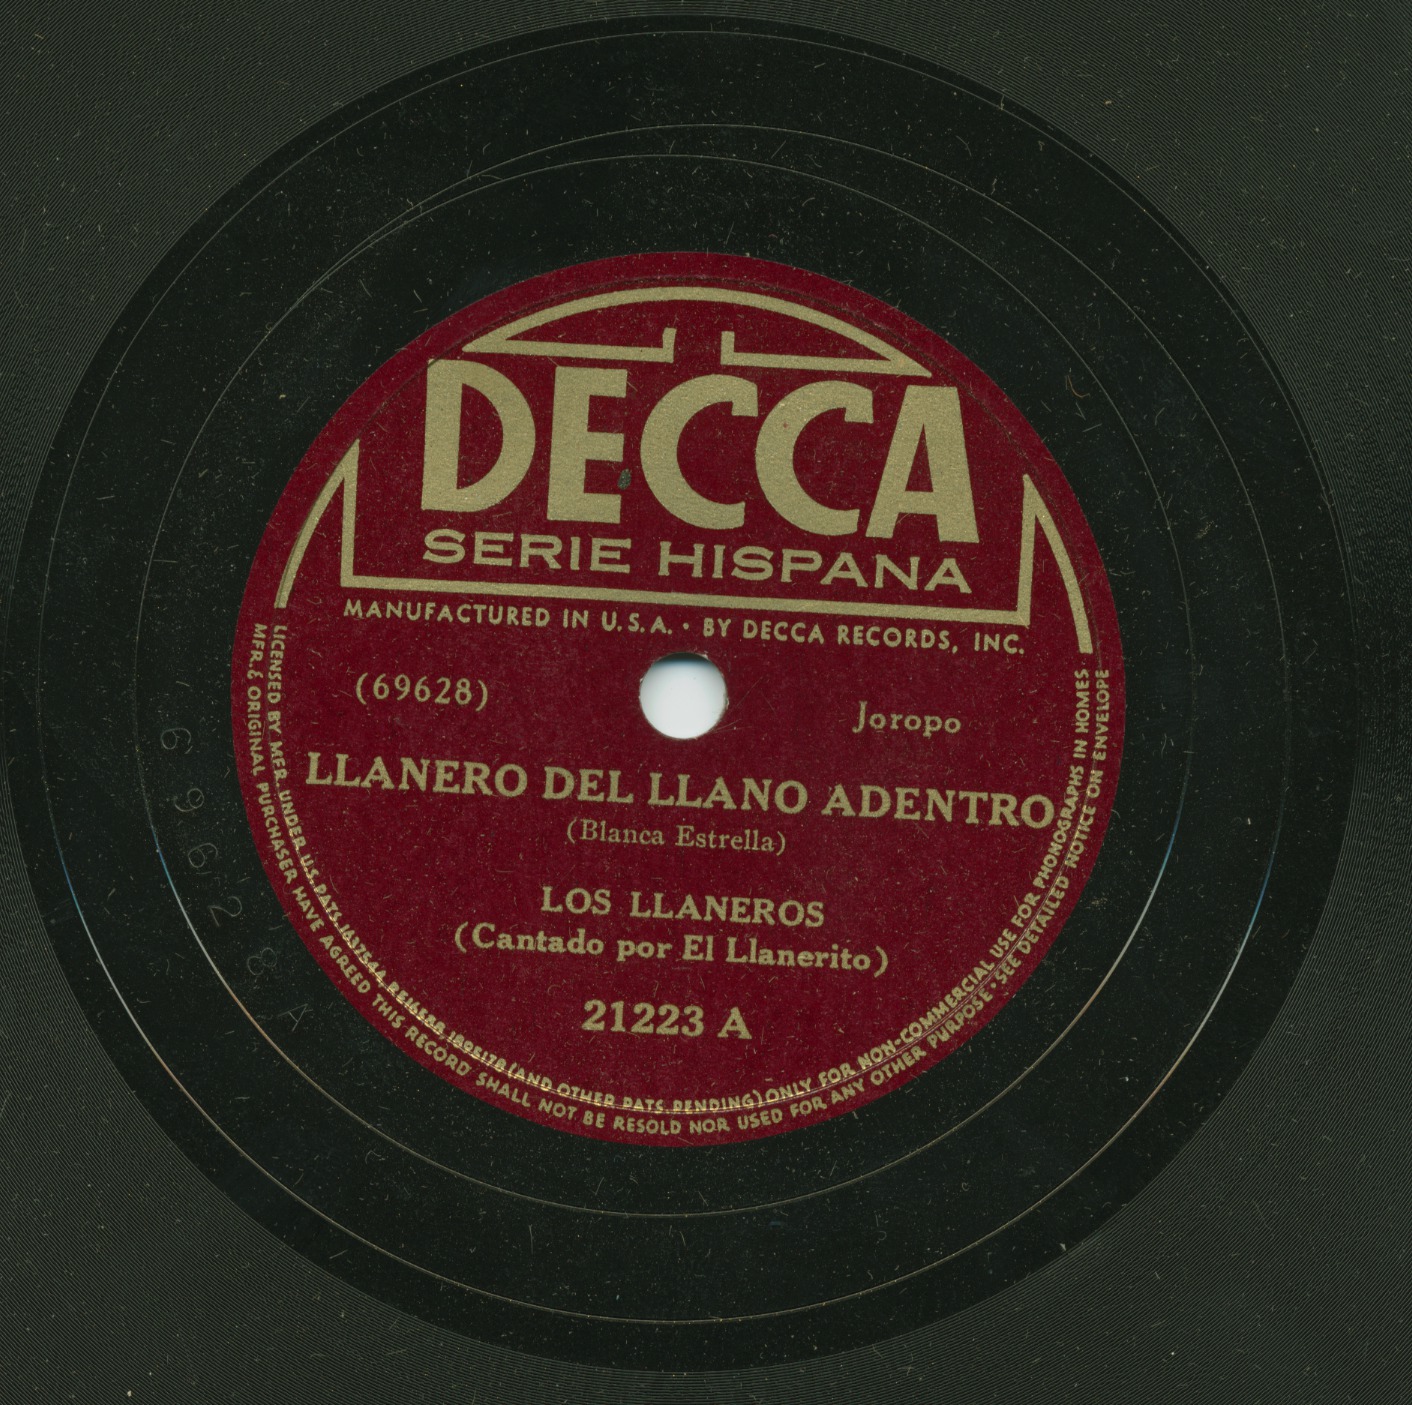 DECCA
SERIE HISPANA
MANUFACTURED IN U.S.A. • BY DECCA RECORDS, INC.
(69628)
Joropo
LLANERO DEL LLANO ADENTRO
(Blanca Estrella)
LOS LLANEROS
(Cantado por El Llanerito)
21223 A
LICENSED BY MFR. UNDER U.S. PATS. 1637544, RE16588, 1896178 (AND OTHER PATS. PENDING) ONLY FOR NON-COMMERCIAL USE FOR PHONOGRAPHS IN HOMES
MFR. & ORIGINAL PURCHASER HAVE AGREED THIS RECORD SHALL NOT BE RESOLD NOR USED FOR ANY OTHER PURPOSE • SEE DETAILED NOTICE ON ENVELOPE
69628 A